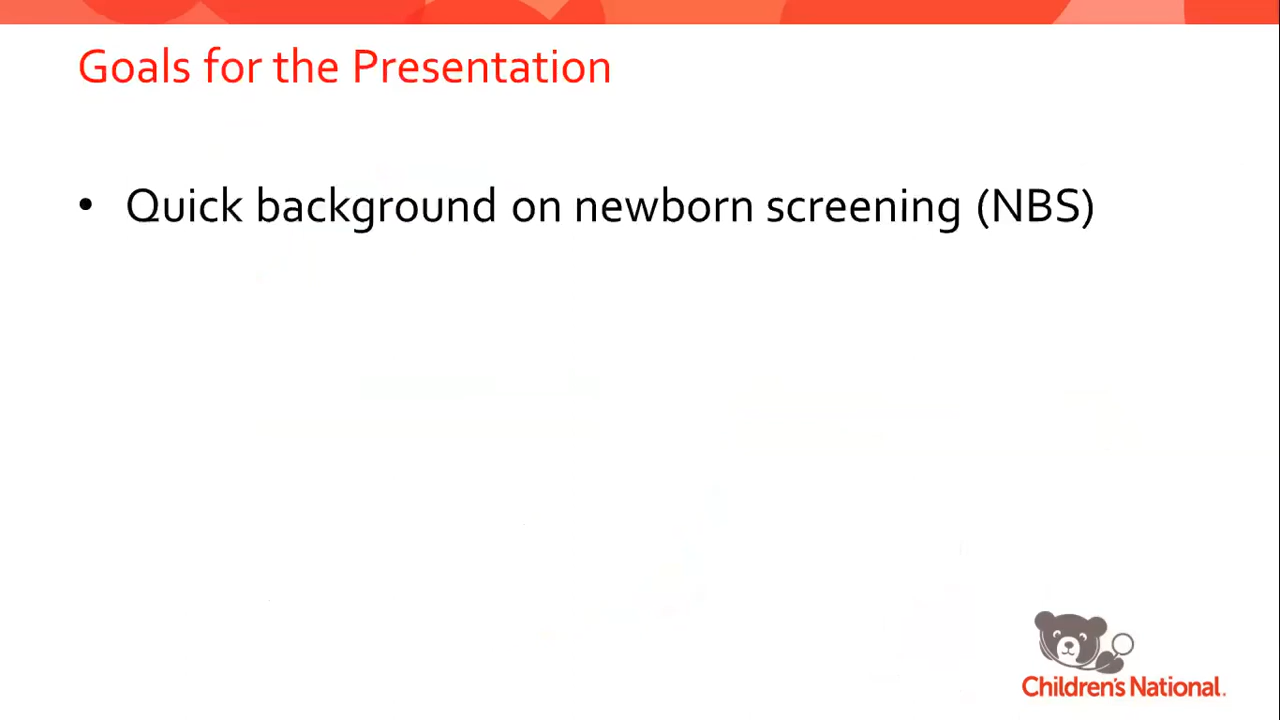 Goals for the Presentation
• Quick background on newborn screening (NBS)
Children's National.